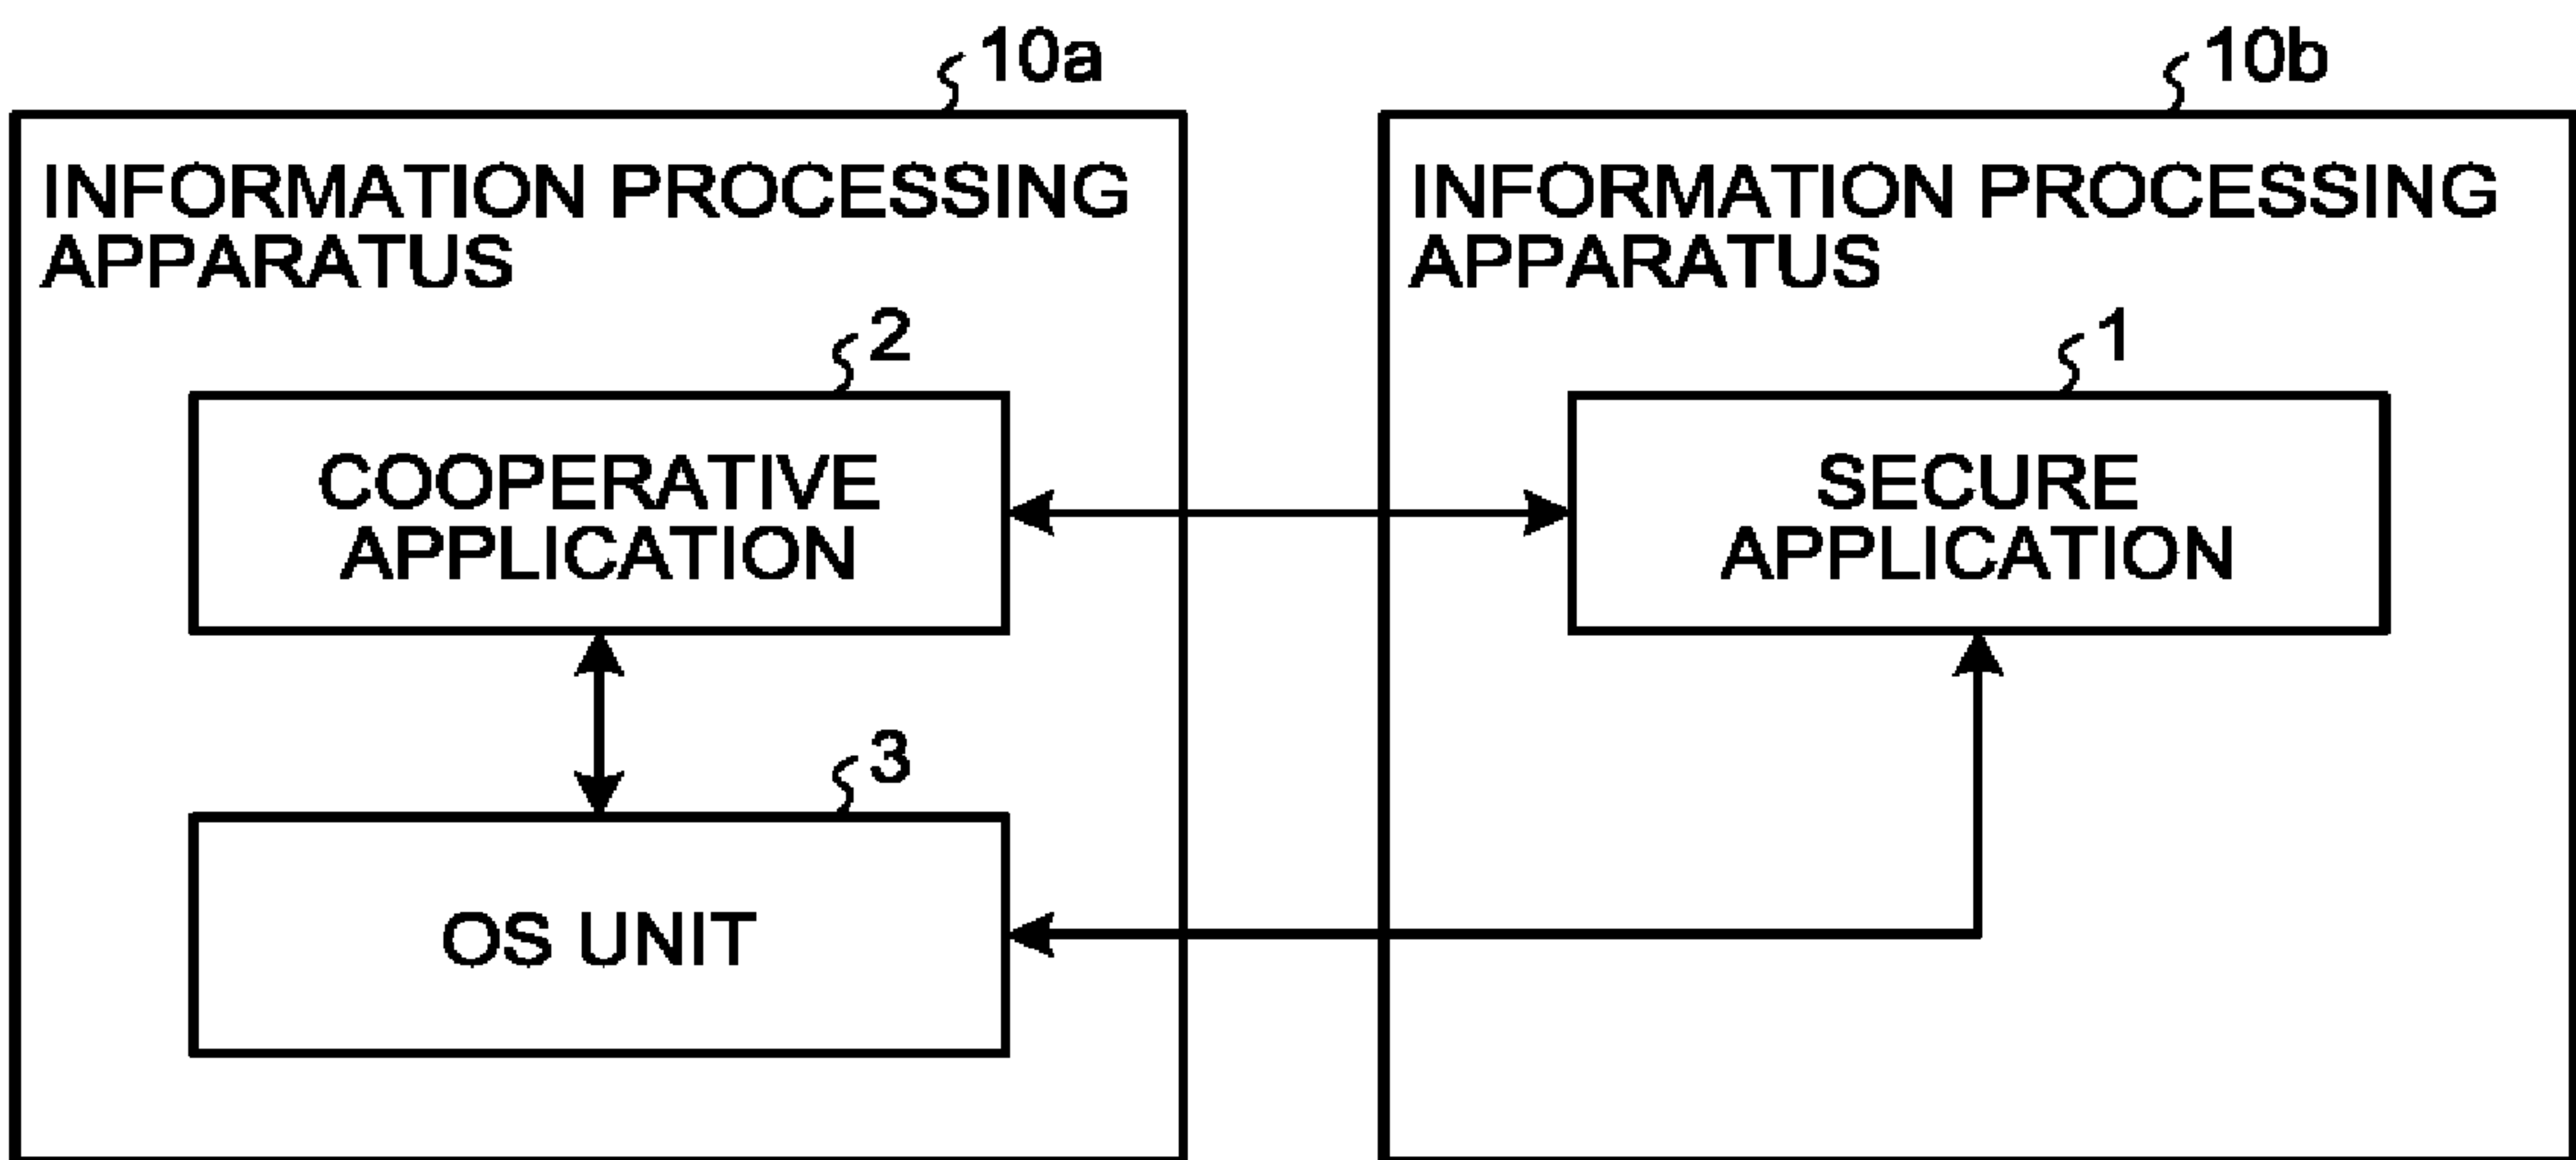 10a
INFORMATION PROCESSING
APPARATUS
2
COOPERATIVE
APPLICATION
3
OS UNIT
10b
INFORMATION PROCESSING
APPARATUS
1
SECURE
APPLICATION